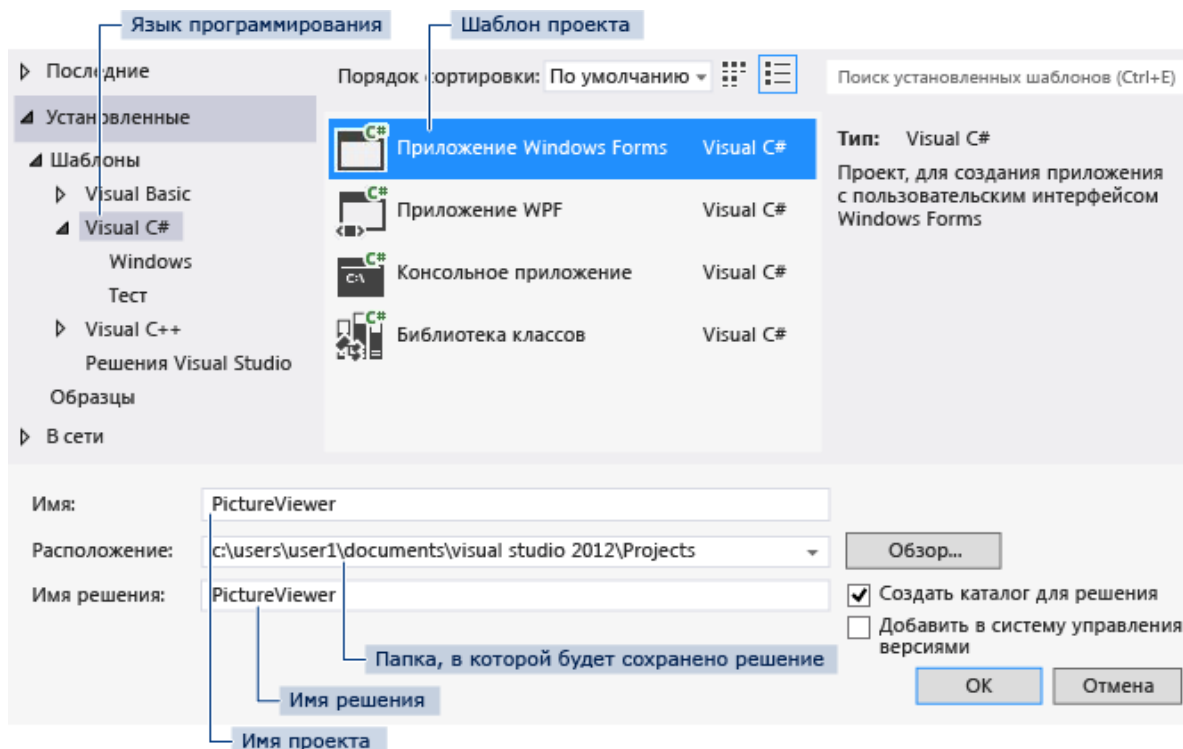 Язык программирования
Шаблон проекта
Последние
Порядок сортировки: По умолчанию
Поиск установленных шаблонов (Ctrl+E)
Установленные
Шаблоны
Visual Basic
Visual C#
Windows
Тест
Visual C++
Решения Visual Studio
Образцы
В сети
C#
Приложение Windows Forms Visual C#
C#
Приложение WPF Visual C#
C#
C:\
Консольное приложение Visual C#
C#
Библиотека классов Visual C#
Тип: Visual C#
Проект, для создания приложения
с пользовательским интерфейсом
Windows Forms
Имя: PictureViewer
Расположение: c:\users\user1\documents\visual studio 2012\Projects
Обзор...
Имя решения: PictureViewer
Создать каталог для решения
Добавить в систему управления
версиями
Папка, в которой будет сохранено решение
OK Отмена
Имя решения
Имя проекта